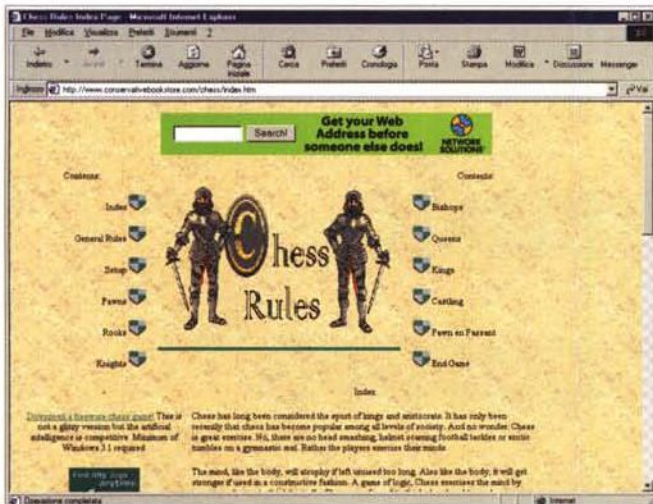 Chess Rules Index Page - Microsoft Internet Explorer
File Modifica Visualizza Preferiti Strumenti ?
Indietro Avanti Termina Aggiorna Pagina iniziale Cerca Preferiti Cronologia Posta Stampa Modifica Discussione Messenger
Indirizzo http://www.conservativebookstore.com/chess/index.htm Vai
Search!
Get your Web
Address before
someone else does!
NETWORK
SOLUTIONS
Contents:
Index
General Rules
Setup
Pawns
Rooks
Knights
Chess
Rules
Contents:
Bishops
Queens
Kings
Castling
Pawn en Passant
End Game
Index
Download a freeware chess game! This is
not a glitzy version but the artificial
intelligence is competitive. Minimum of
Windows 3.1 required
Find any logo
anytime.
Chess has long been considered the sport of kings and aristocrats. It has only been
recently that chess has become popular among all levels of society. And no wonder. Chess
is great exercise. No, there are no head smashing, helmet soaring football tackles or exotic
tumbles on a gymnastic mat. Rather the players exercise their minds.
The mind, like the body, will atrophy if left unused too long. Also like the body, it will get
stronger if used in a constructive fashion. A game of logic, Chess exercises the mind by
Operazione completata
Internet